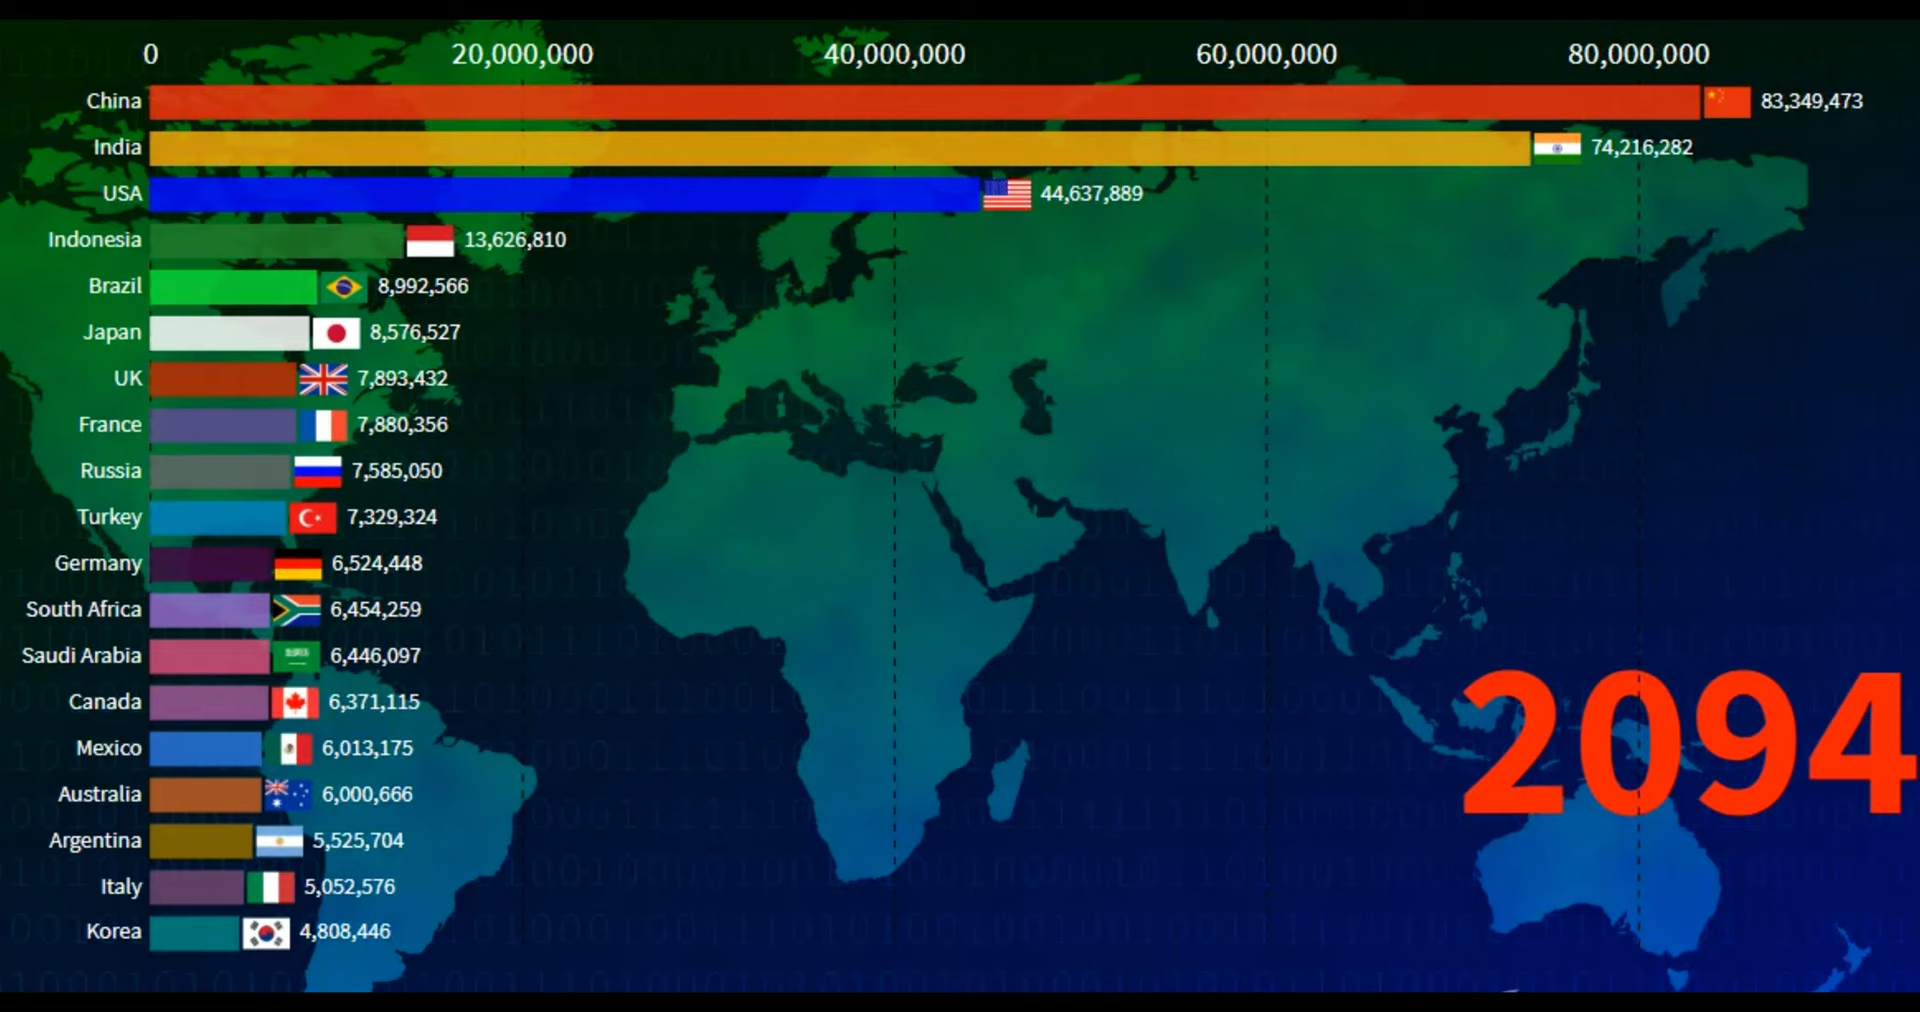 0 20,000,000 40,000,000 60,000,000 80,000,000
China 83,349,473
India 74,216,282
USA 44,637,889
Indonesia 13,626,810
Brazil 8,992,566
Japan 8,576,527
UK 7,893,432
France 7,880,356
Russia 7,585,050
Turkey 7,329,324
Germany 6,524,448
South Africa 6,454,259
Saudi Arabia 6,446,097
Canada 6,371,115
Mexico 6,013,175
Australia 6,000,666
Argentina 5,525,704
Italy 5,052,576
Korea 4,808,446
2094